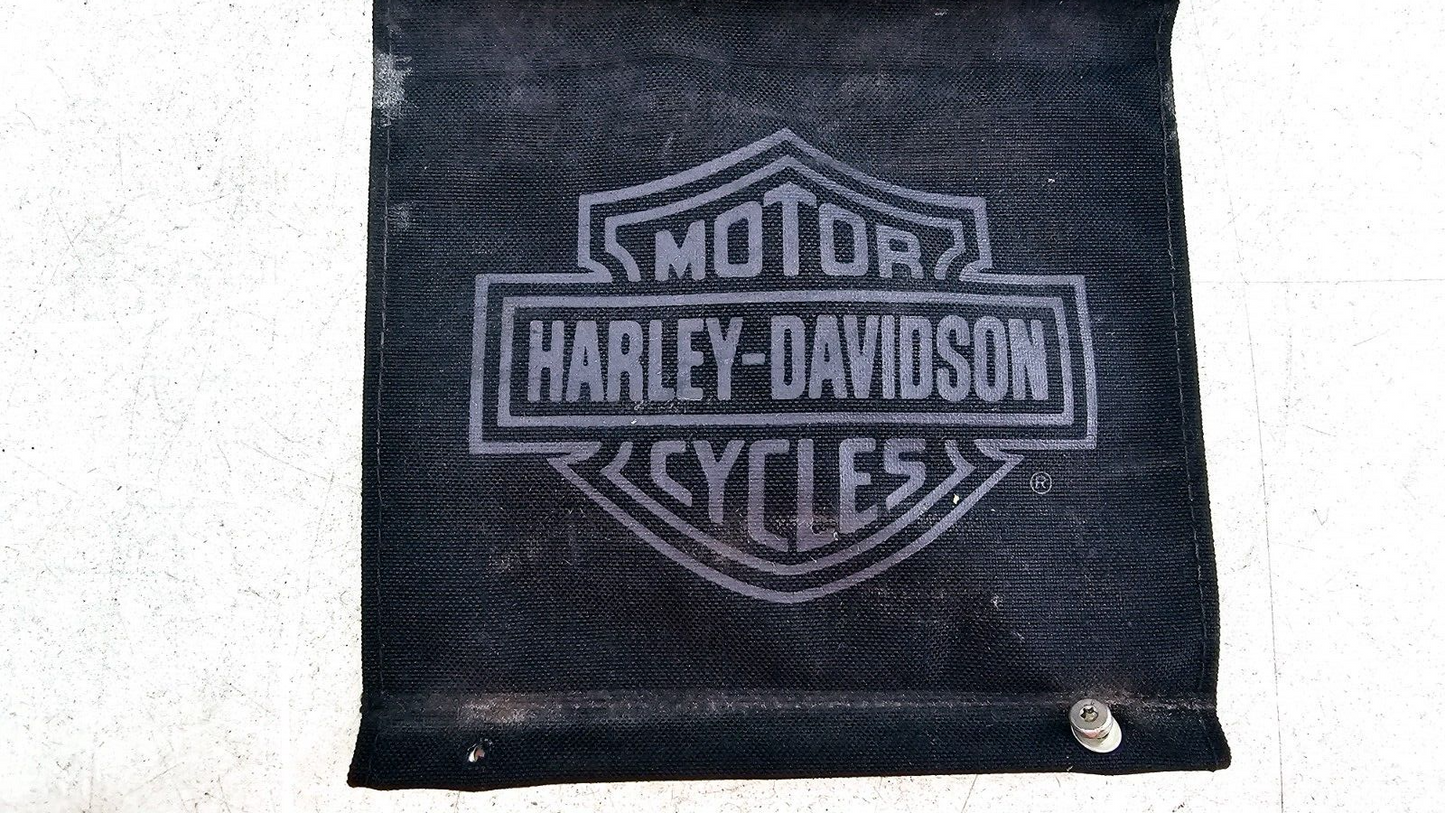 MOTOR
HARLEY-DAVIDSON
CYCLES
®